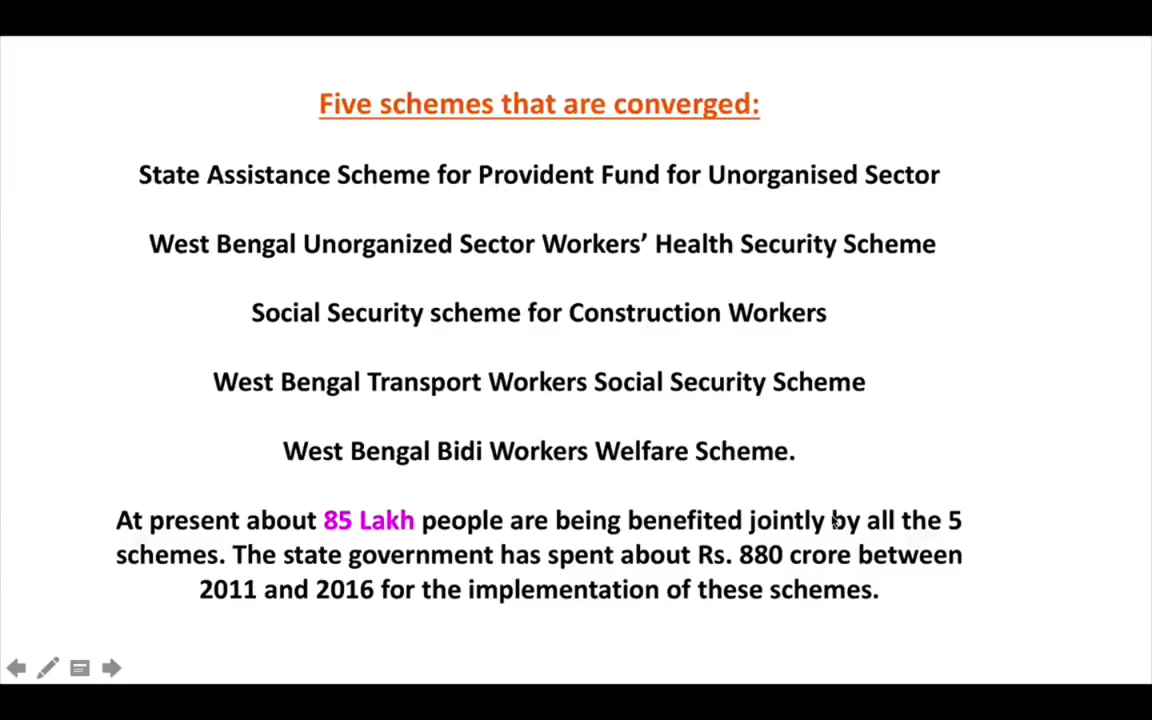 Five schemes that are converged:
State Assistance Scheme for Provident Fund for Unorganised Sector
West Bengal Unorganized Sector Workers’ Health Security Scheme
Social Security scheme for Construction Workers
West Bengal Transport Workers Social Security Scheme
West Bengal Bidi Workers Welfare Scheme.
At present about 85 Lakh people are being benefited jointly by all the 5
schemes. The state government has spent about Rs. 880 crore between
2011 and 2016 for the implementation of these schemes.